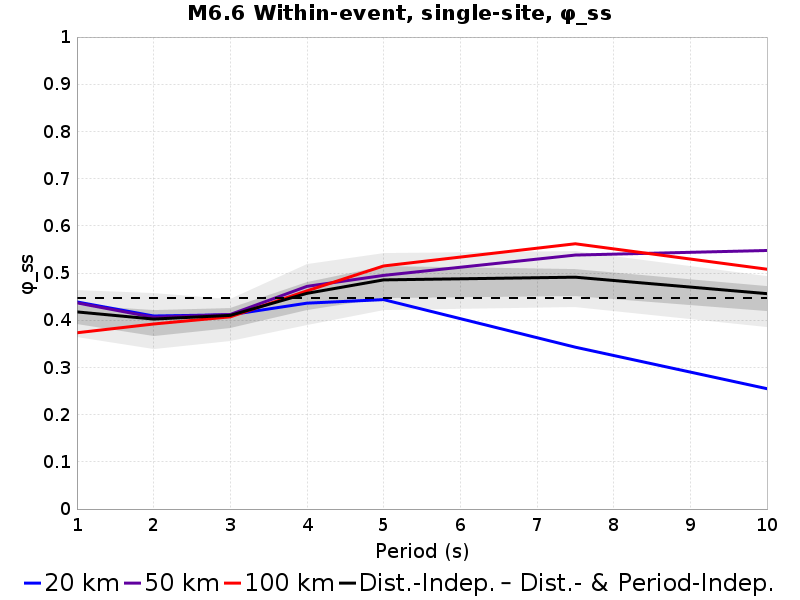 M6.6 Within-event, single-site, φ_ss
1
0.9
0.8
0.7
0.6
0.5
0.4
0.3
0.2
0.1
0
φ_ss
1 2 3 4 5 6 7 8 9 10
Period (s)
20 km 50 km 100 km Dist.-Indep. Dist.- & Period-Indep.